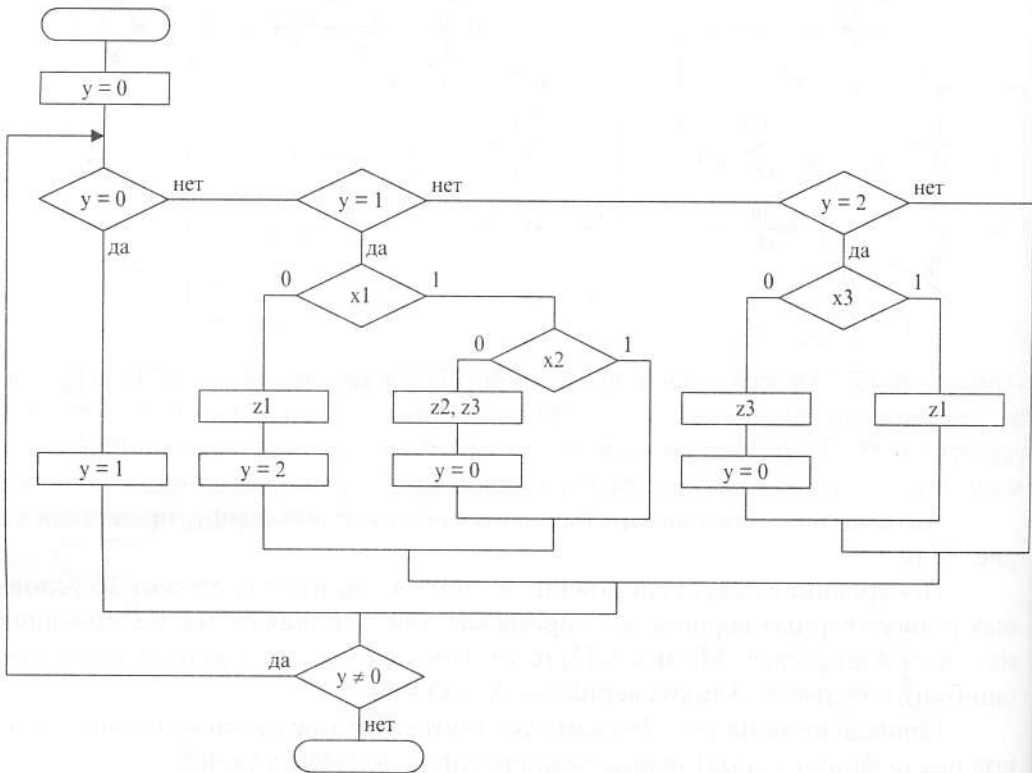 y = 0
y = 0
нет
y = 1
нет
y = 2
нет
да
да
да
0
x1
1
0
x3
1
0
x2
1
z1
z2, z3
z3
z1
y = 1
y = 2
y = 0
y = 0
да
y ≠ 0
нет